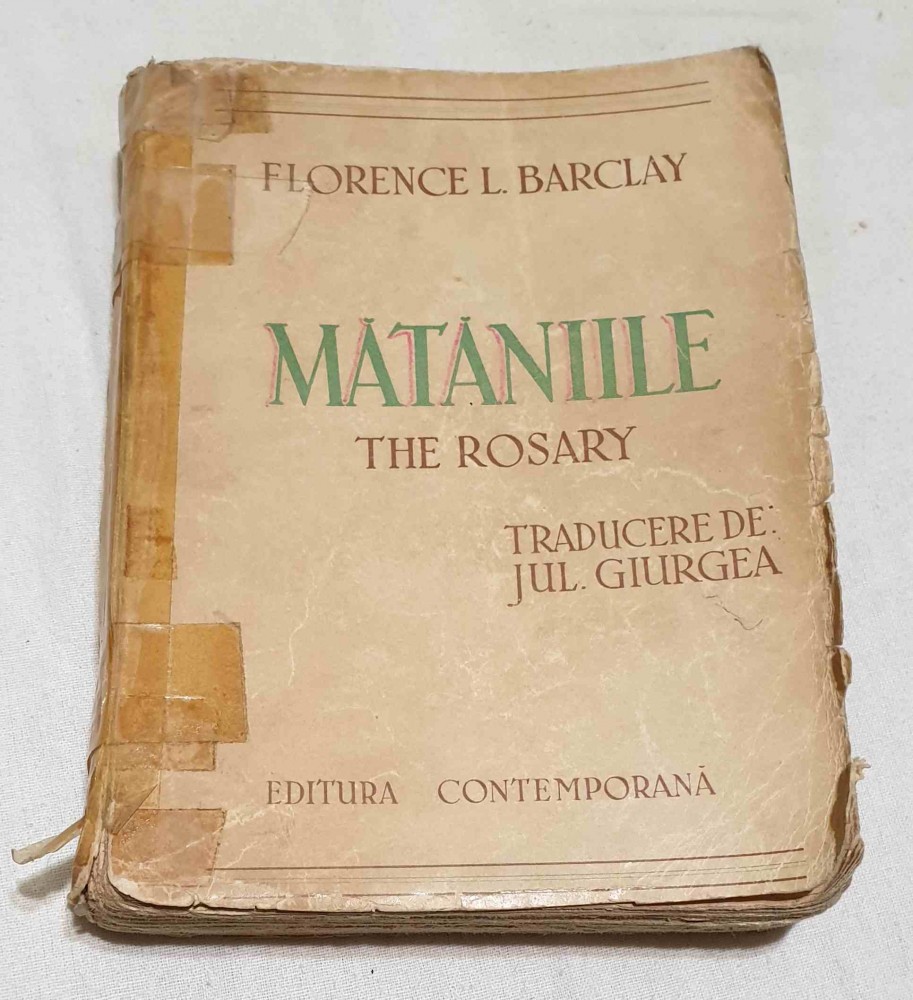 FLORENCE L. BARCLAY
MĂTĂNIILE
THE ROSARY
TRADUCERE DE:
JUL. GIURGEA
EDITURA CONTEMPORANĂ